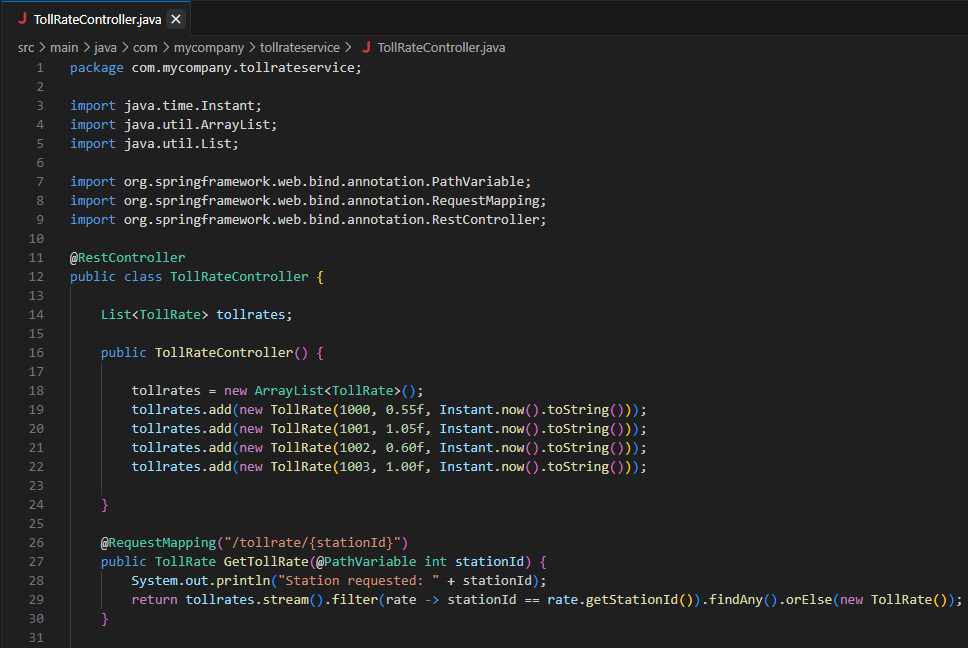 J TollRateController.java ×
src > main > java > com > mycompany > tollrateservice > J TollRateController.java
1 package com.mycompany.tollrateservice;
2
3 import java.time.Instant;
4 import java.util.ArrayList;
5 import java.util.List;
6
7 import org.springframework.web.bind.annotation.PathVariable;
8 import org.springframework.web.bind.annotation.RequestMapping;
9 import org.springframework.web.bind.annotation.RestController;
10
11 @RestController
12 public class TollRateController {
13
14     List<TollRate> tollrates;
15
16     public TollRateController() {
17
18         tollrates = new ArrayList<TollRate>();
19         tollrates.add(new TollRate(1000, 0.55f, Instant.now().toString()));
20         tollrates.add(new TollRate(1001, 1.05f, Instant.now().toString()));
21         tollrates.add(new TollRate(1002, 0.60f, Instant.now().toString()));
22         tollrates.add(new TollRate(1003, 1.00f, Instant.now().toString()));
23
24     }
25
26     @RequestMapping("/tollrate/{stationId}")
27     public TollRate GetTollRate(@PathVariable int stationId) {
28         System.out.println("Station requested: " + stationId);
29         return tollrates.stream().filter(rate -> stationId == rate.getStationId()).findAny().orElse(new TollRate());
30     }
31